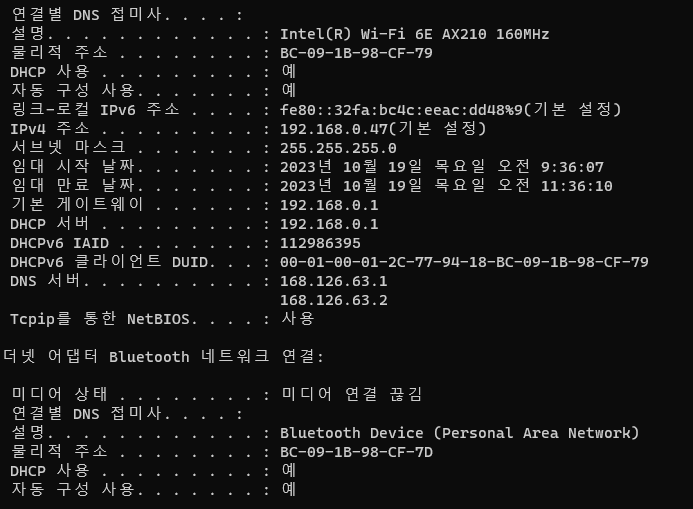 연결별 DNS 접미사. . . . :
설명. . . . . . . . . . . . : Intel(R) Wi-Fi 6E AX210 160MHz
물리적 주소 . . . . . . . . : BC-09-1B-98-CF-79
DHCP 사용 . . . . . . . . . : 예
자동 구성 사용. . . . . . . : 예
링크-로컬 IPv6 주소 . . . . : fe80::32fa:bc4c:eeac:dd48%9(기본 설정)
IPv4 주소 . . . . . . . . . : 192.168.0.47(기본 설정)
서브넷 마스크 . . . . . . . : 255.255.255.0
임대 시작 날짜. . . . . . . : 2023년 10월 19일 목요일 오전 9:36:07
임대 만료 날짜. . . . . . . : 2023년 10월 19일 목요일 오전 11:36:10
기본 게이트웨이 . . . . . . : 192.168.0.1
DHCP 서버 . . . . . . . . . : 192.168.0.1
DHCPv6 IAID . . . . . . . . : 112986395
DHCPv6 클라이언트 DUID. . . : 00-01-00-01-2C-77-94-18-BC-09-1B-98-CF-79
DNS 서버. . . . . . . . . . : 168.126.63.1
168.126.63.2
Tcpip를 통한 NetBIOS. . . . : 사용
더넷 어댑터 Bluetooth 네트워크 연결:
미디어 상태 . . . . . . . . : 미디어 연결 끊김
연결별 DNS 접미사. . . . :
설명. . . . . . . . . . . . : Bluetooth Device (Personal Area Network)
물리적 주소 . . . . . . . . : BC-09-1B-98-CF-7D
DHCP 사용 . . . . . . . . . : 예
자동 구성 사용. . . . . . . : 예